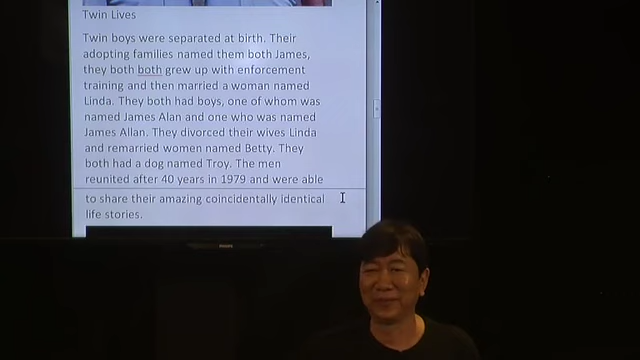 Twin Lives
Twin boys were separated at birth. Their
adopting families named them both James,
they both both grew up with enforcement
training and then married a woman named
Linda. They both had boys, one of whom was
named James Alan and one who was named
James Allan. They divorced their wives Linda
and remarried women named Betty. They
both had a dog named Troy. The men
reunited after 40 years in 1979 and were able
to share their amazing coincidentally identical
life stories.
PHILIPS